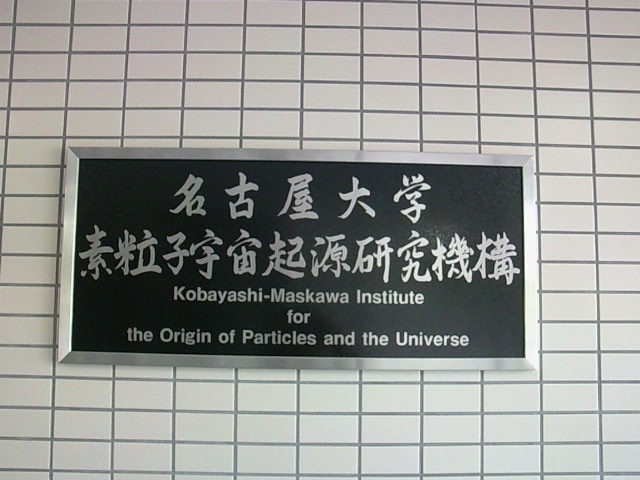 名古屋大学
素粒子宇宙起源研究機構
Kobayashi-Maskawa Institute
for
the Origin of Particles and the Universe